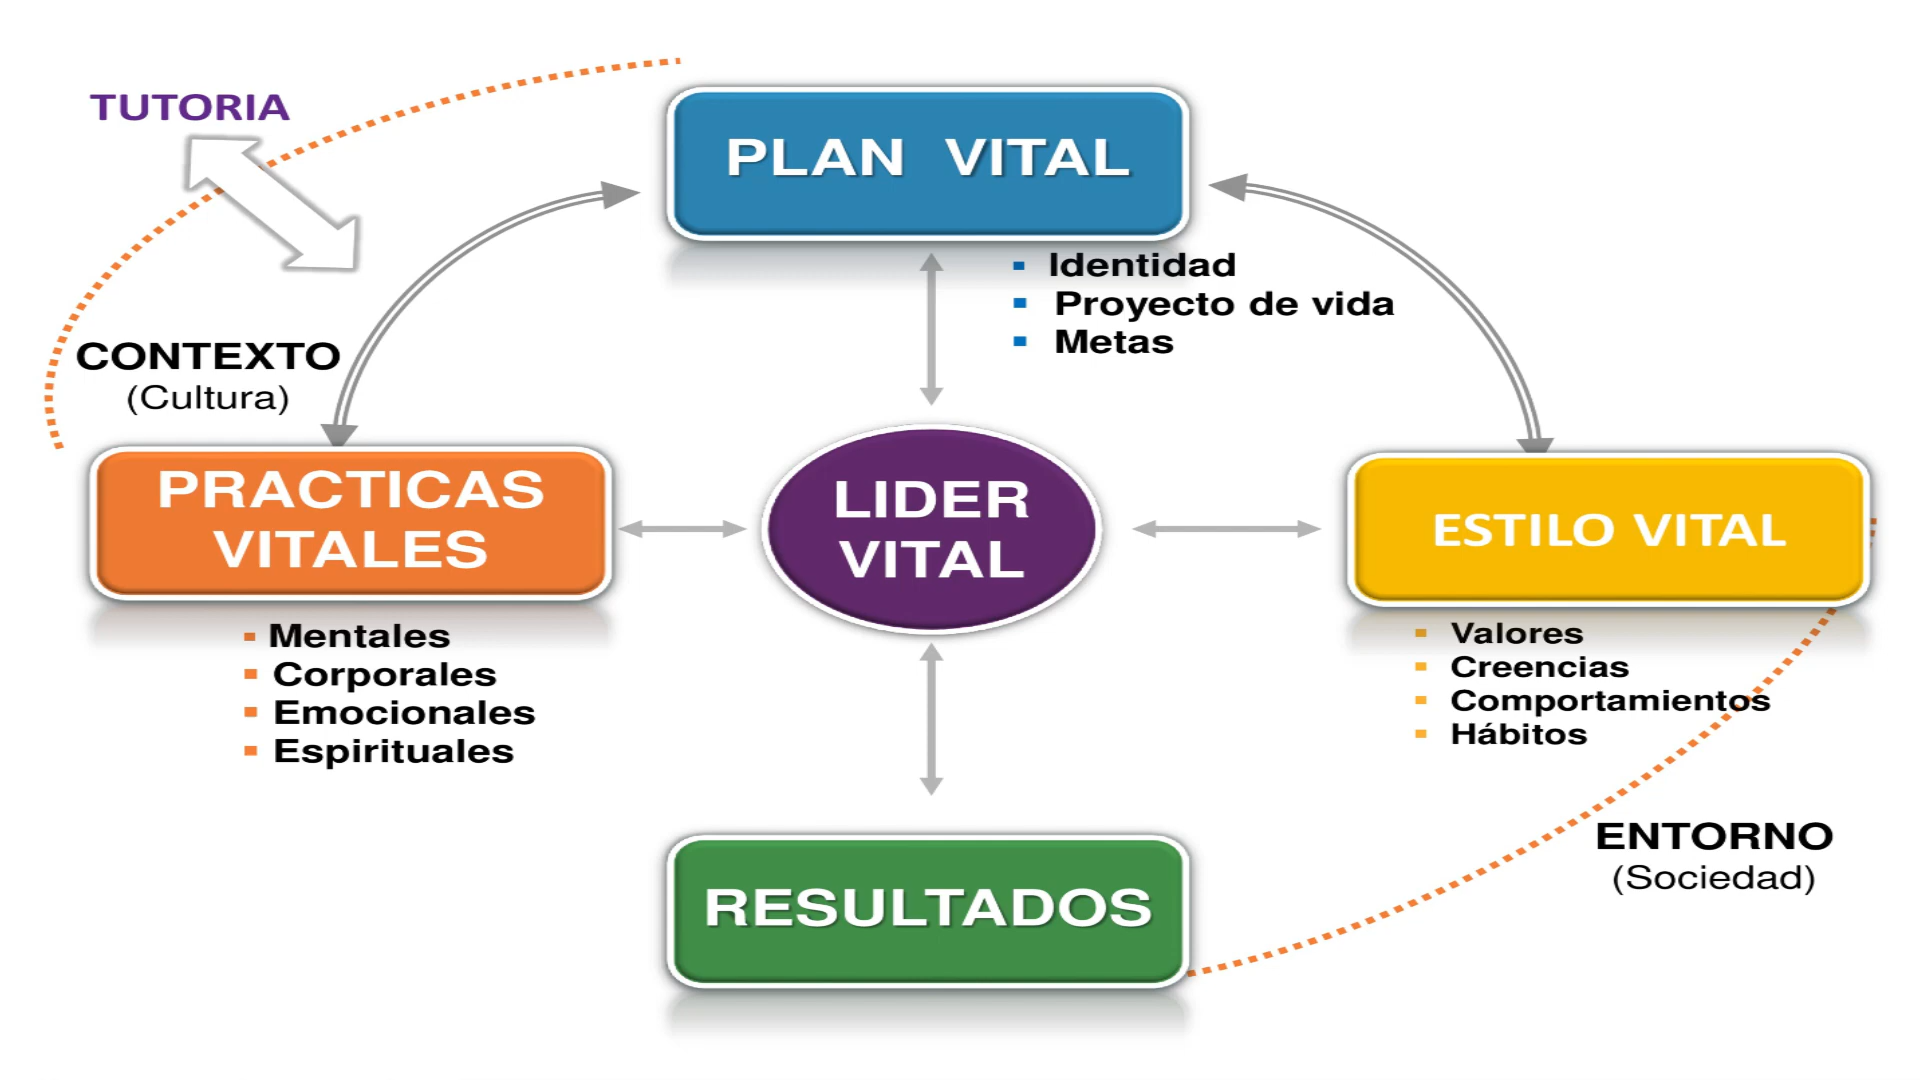 TUTORIA
PLAN VITAL
Identidad
Proyecto de vida
Metas
CONTEXTO
(Cultura)
PRACTICAS
VITALES
Mentales
Corporales
Emocionales
Espirituales
LIDER
VITAL
ESTILO VITAL
Valores
Creencias
Comportamientos
Hábitos
ENTORNO
(Sociedad)
RESULTADOS